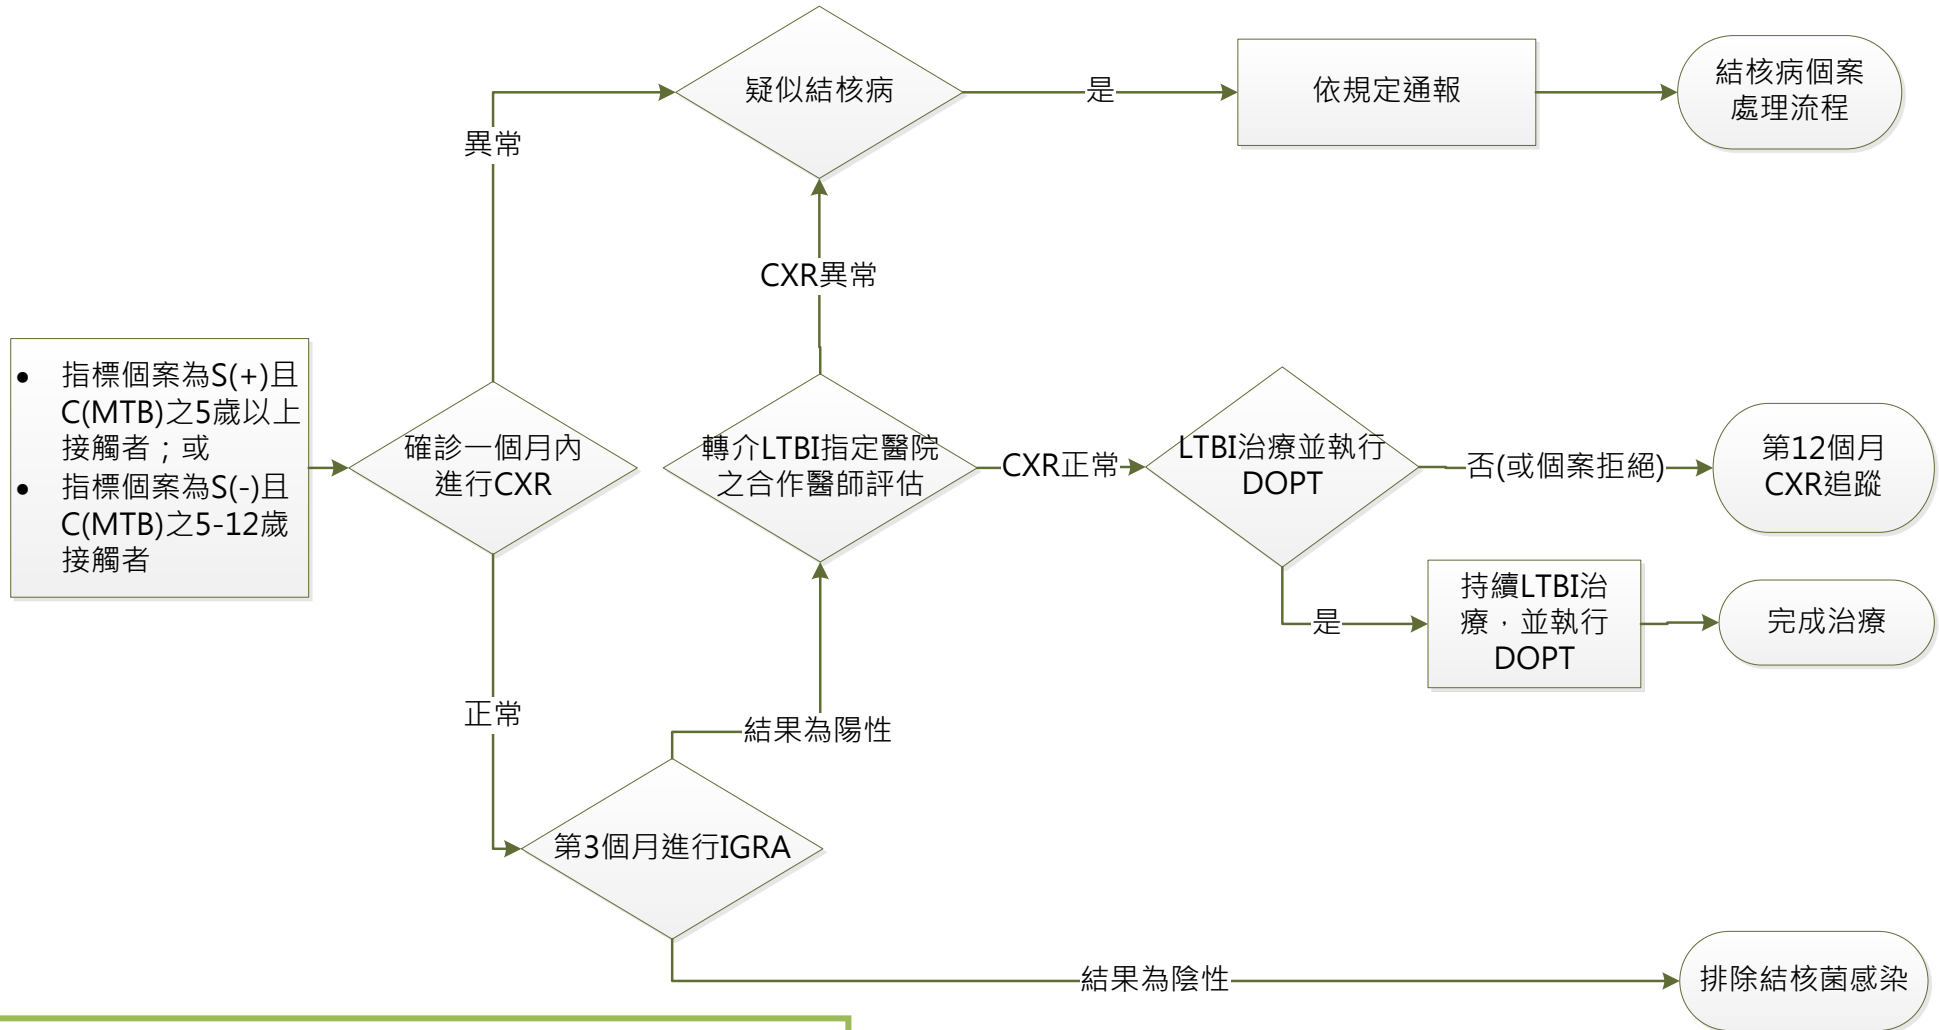 疑似結核病
是
依規定通報
結核病個案
處理流程
異常
CXR異常
• 指標個案為S(+)且
C(MTB)之5歲以上
接觸者；或
• 指標個案為S(-)且
C(MTB)之5-12歲
接觸者
確診一個月內
進行CXR
轉介LTBI指定醫院
之合作醫師評估
CXR正常
LTBI治療並執行
DOPT
否(或個案拒絕)
第12個月
CXR追蹤
是
持續LTBI治
療，並執行
DOPT
完成治療
正常
結果為陽性
第3個月進行IGRA
結果為陰性
排除結核菌感染